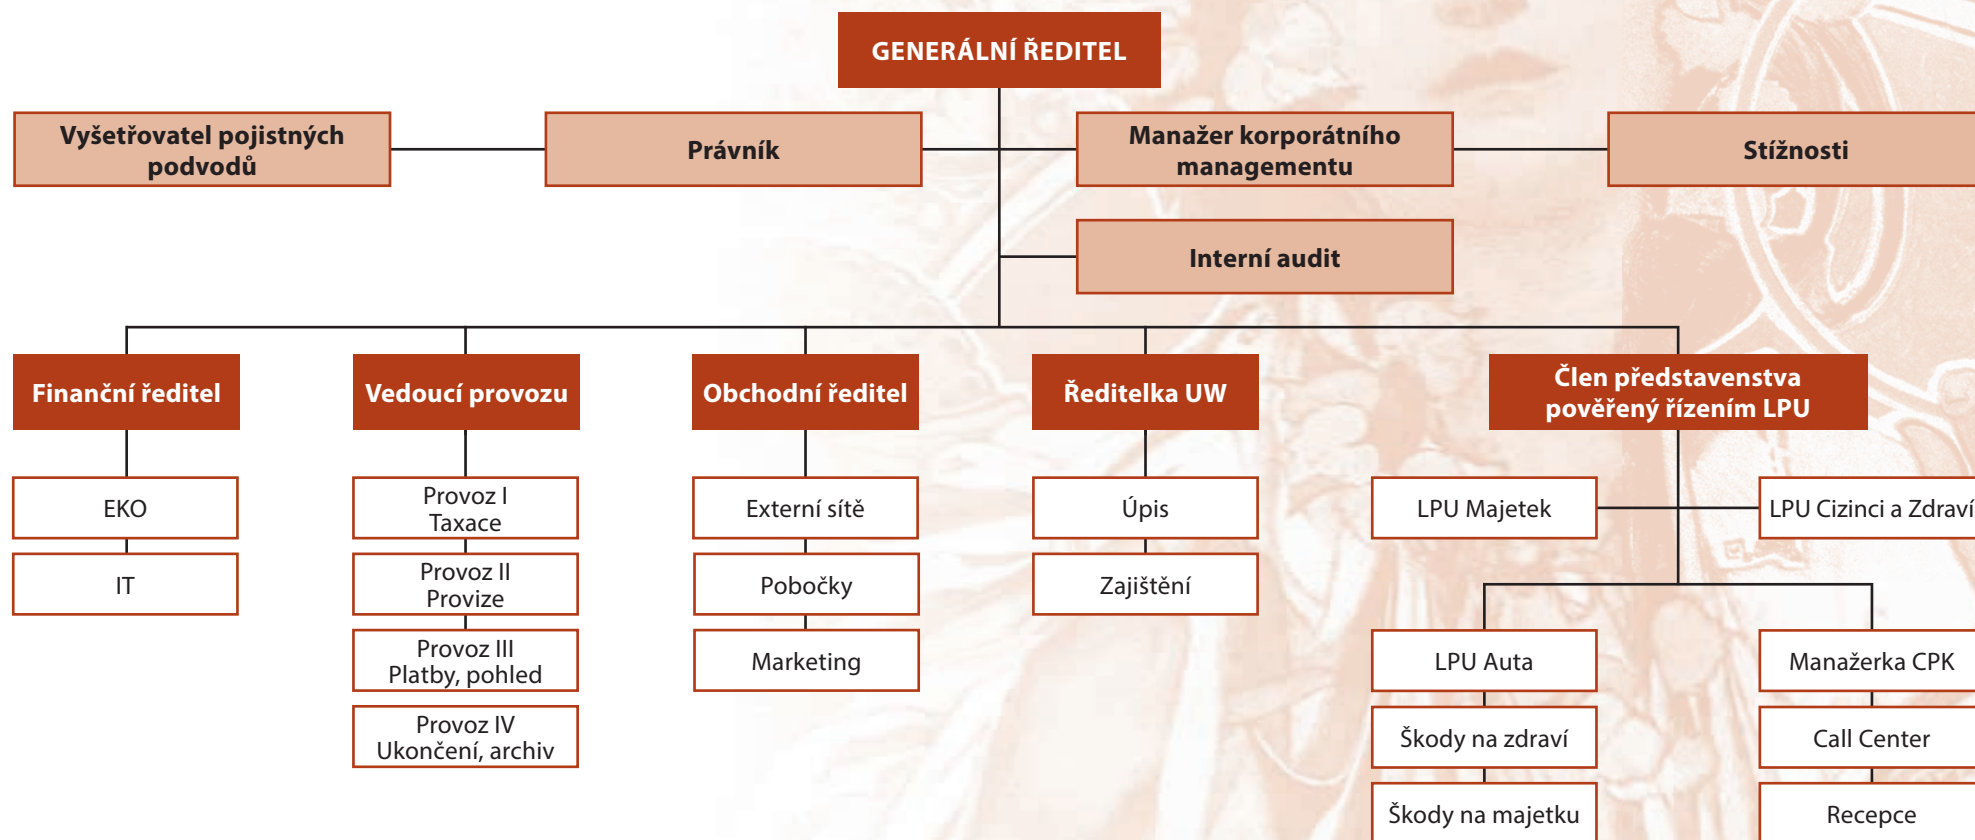 GENERÁLNÍ ŘEDITEL
Vyšetřovatel pojistných
podvodů
Právník
Manažer korporátního
managementu
Stížnosti
Interní audit
Finanční ředitel
Vedoucí provozu
Obchodní ředitel
Ředitelka UW
Člen představenstva
pověřený řízením LPU
EKO
Provoz I
Taxace
Externí sítě
Úpis
LPU Majetek
LPU Cizinci a Zdraví
IT
Provoz II
Provize
Pobočky
Zajištění
Provoz III
Platby, pohled
Marketing
LPU Auta
Manažerka CPK
Provoz IV
Ukončení, archiv
Škody na zdraví
Call Center
Škody na majetku
Recepce